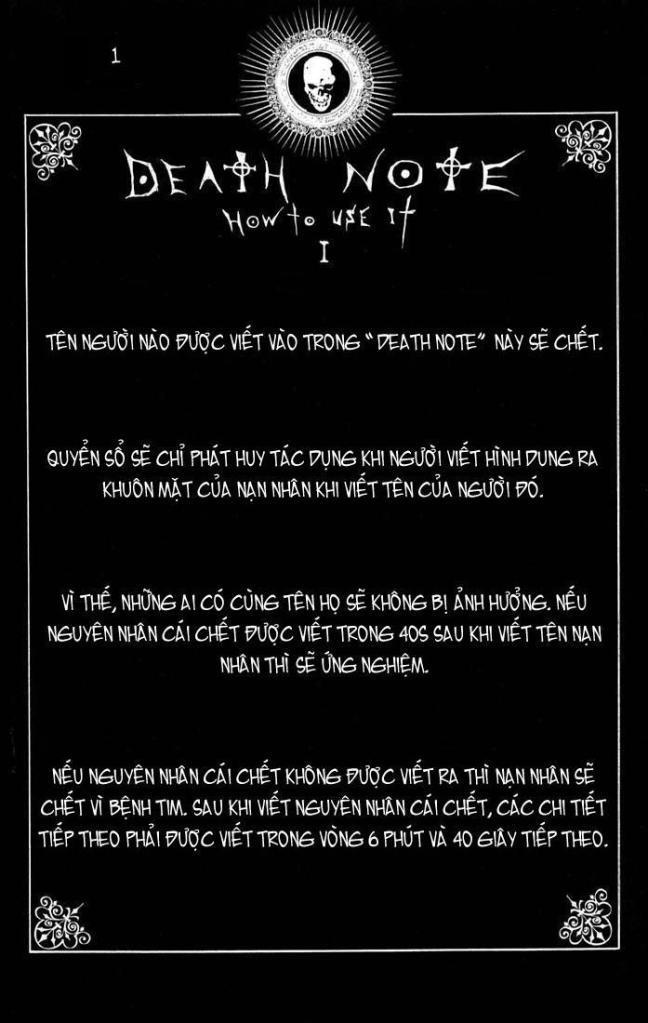 1
DEATH NOTE
HOW TO USE IT
I
TÊN NGƯỜI NÀO ĐƯỢC VIẾT VÀO TRONG “DEATH NOTE” NÀY SẼ CHẾT.
QUYỂN SỔ SẼ CHỈ PHÁT HUY TÁC DỤNG KHI NGƯỜI VIẾT HÌNH DUNG RA
KHUÔN MẶT CỦA NẠN NHÂN KHI VIẾT TÊN CỦA NGƯỜI ĐÓ.
VÌ THẾ, NHỮNG AI CÓ CÙNG TÊN HỌ SẼ KHÔNG BỊ ẢNH HƯỞNG. NẾU
NGUYÊN NHÂN CÁI CHẾT ĐƯỢC VIẾT TRONG 40S SAU KHI VIẾT TÊN NẠN
NHÂN THÌ SẼ ỨNG NGHIỆM.
NẾU NGUYÊN NHÂN CÁI CHẾT KHÔNG ĐƯỢC VIẾT RA THÌ NẠN NHÂN SẼ
CHẾT VÌ BỆNH TIM. SAU KHI VIẾT NGUYÊN NHÂN CÁI CHẾT, CÁC CHI TIẾT
TIẾP THEO PHẢI ĐƯỢC VIẾT TRONG VÒNG 6 PHÚT VÀ 40 GIÂY TIẾP THEO.